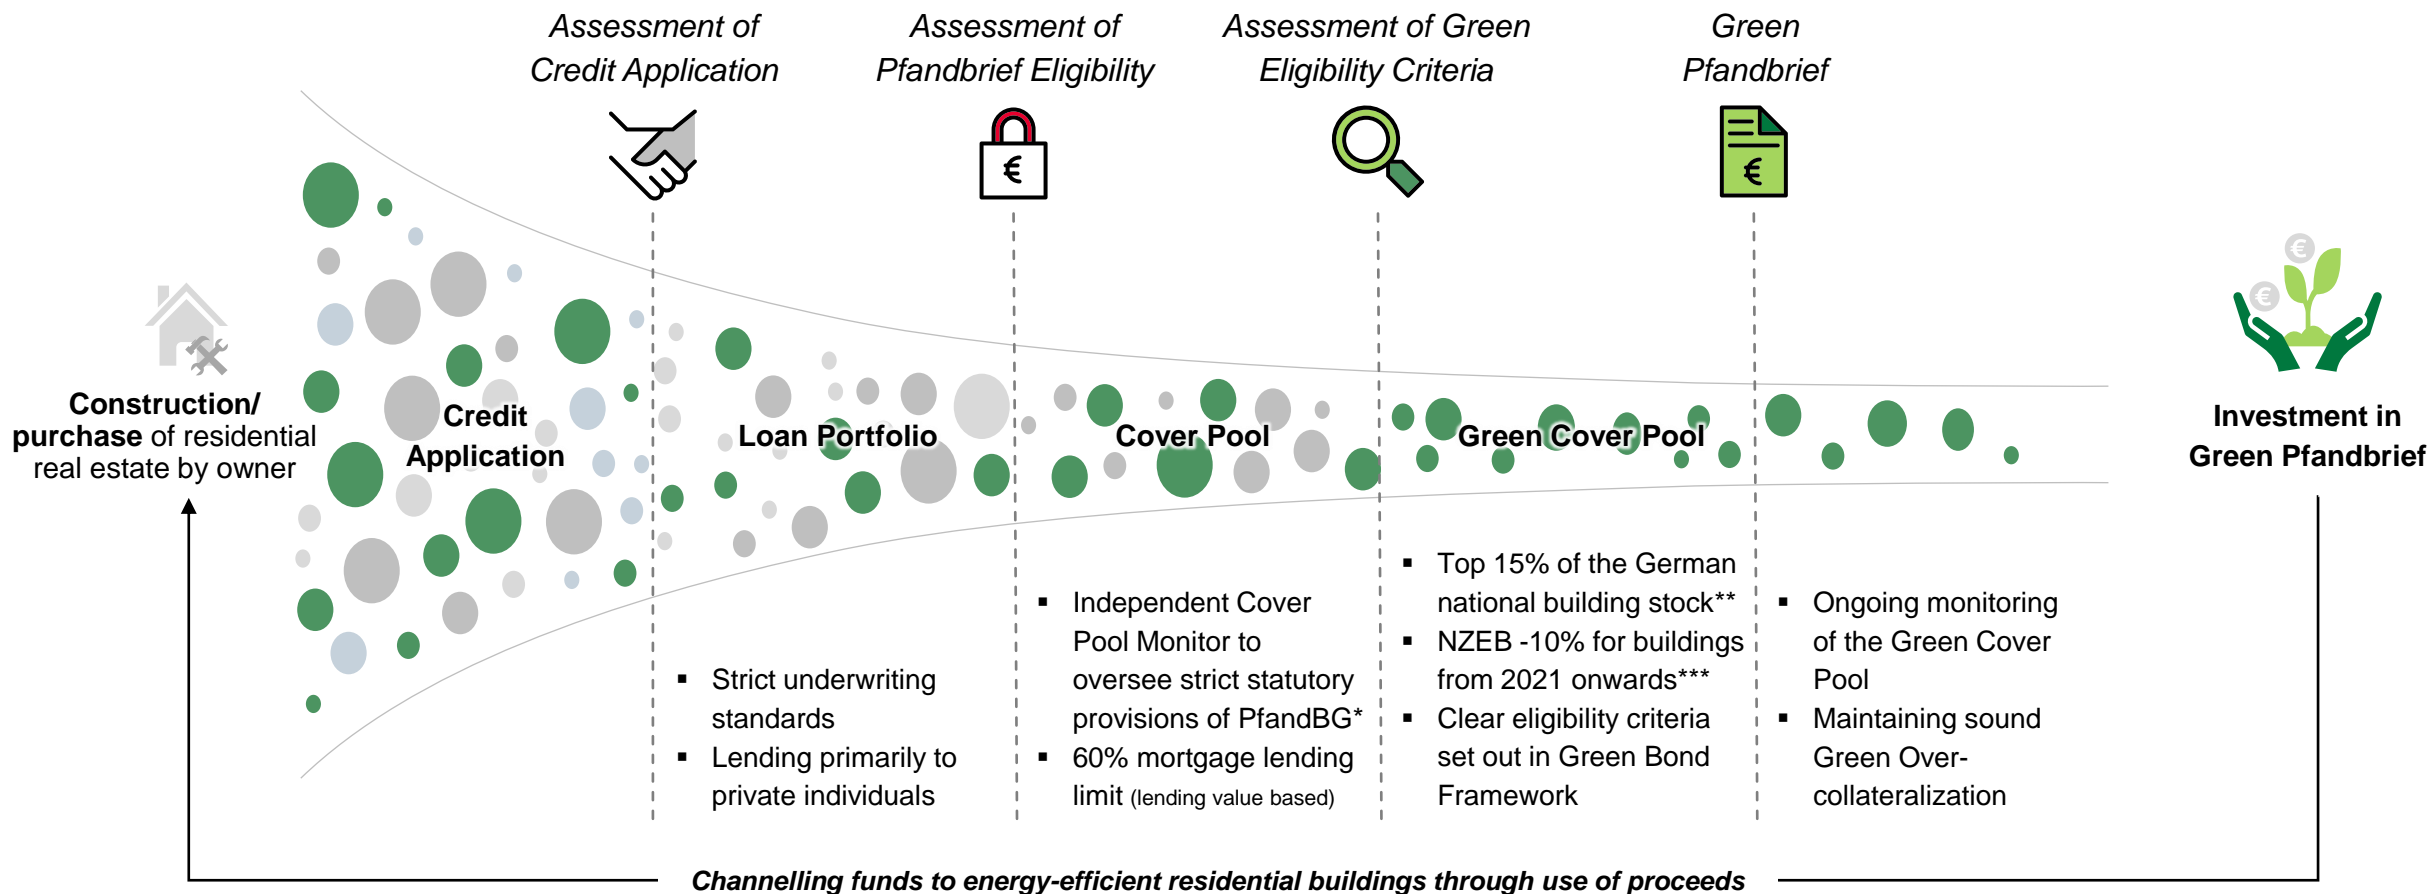 Assessment of
Credit Application
Assessment of
Pfandbrief Eligibility
Assessment of Green
Eligibility Criteria
Green
Pfandbrief
€
€
€
€
Construction/
purchase of residential
real estate by owner
Credit
Application
Loan Portfolio
Cover Pool
Green Cover Pool
Investment in
Green Pfandbrief
▪ Strict underwriting
standards
▪ Lending primarily to
private individuals
▪ Independent Cover
Pool Monitor to
oversee strict statutory
provisions of PfandBG*
▪ 60% mortgage lending
limit (lending value based)
▪ Top 15% of the German
national building stock**
▪ NZEB -10% for buildings
from 2021 onwards***
▪ Clear eligibility criteria
set out in Green Bond
Framework
▪ Ongoing monitoring
of the Green Cover
Pool
▪ Maintaining sound
Green Over-
collateralization
Channelling funds to energy-efficient residential buildings through use of proceeds